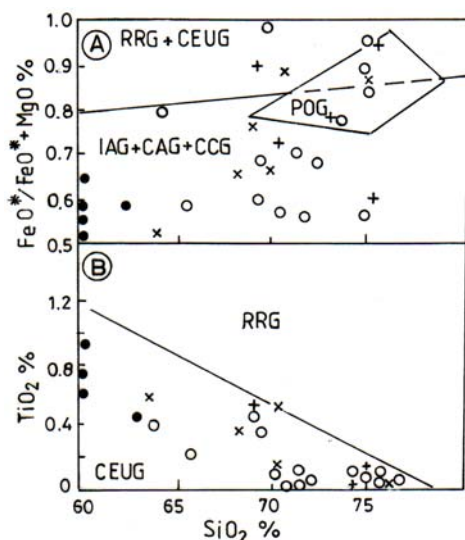 A
RRG + CEUG
POG
IAG+CAG+CCG
FeO*/FeO*+MgO %
1.0
0.9
0.8
0.7
0.6
0.5
B
RRG
CEUG
TiO2 %
1.2
0.8
0.4
0
60 65 70 75 80
SiO2 %